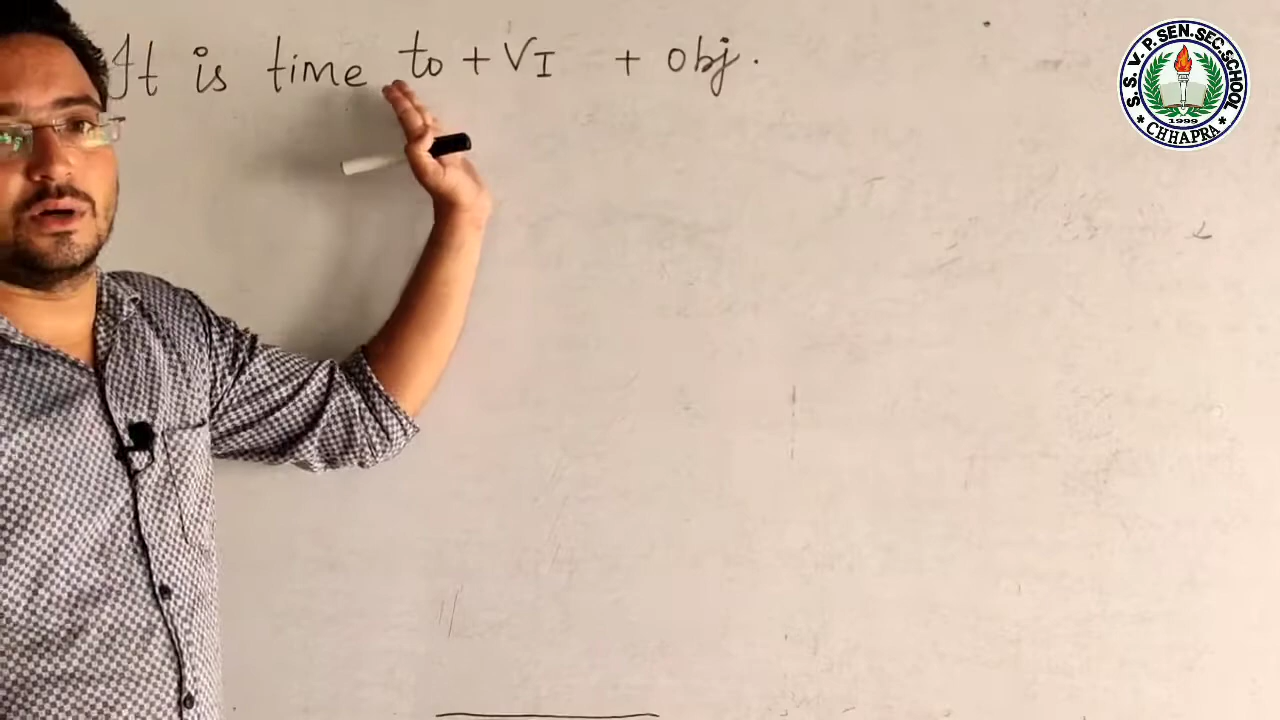 It is time to + VI + obj.
S. S. V. P. SEN. SEC. SCHOOL
1999
* CHHAPRA *